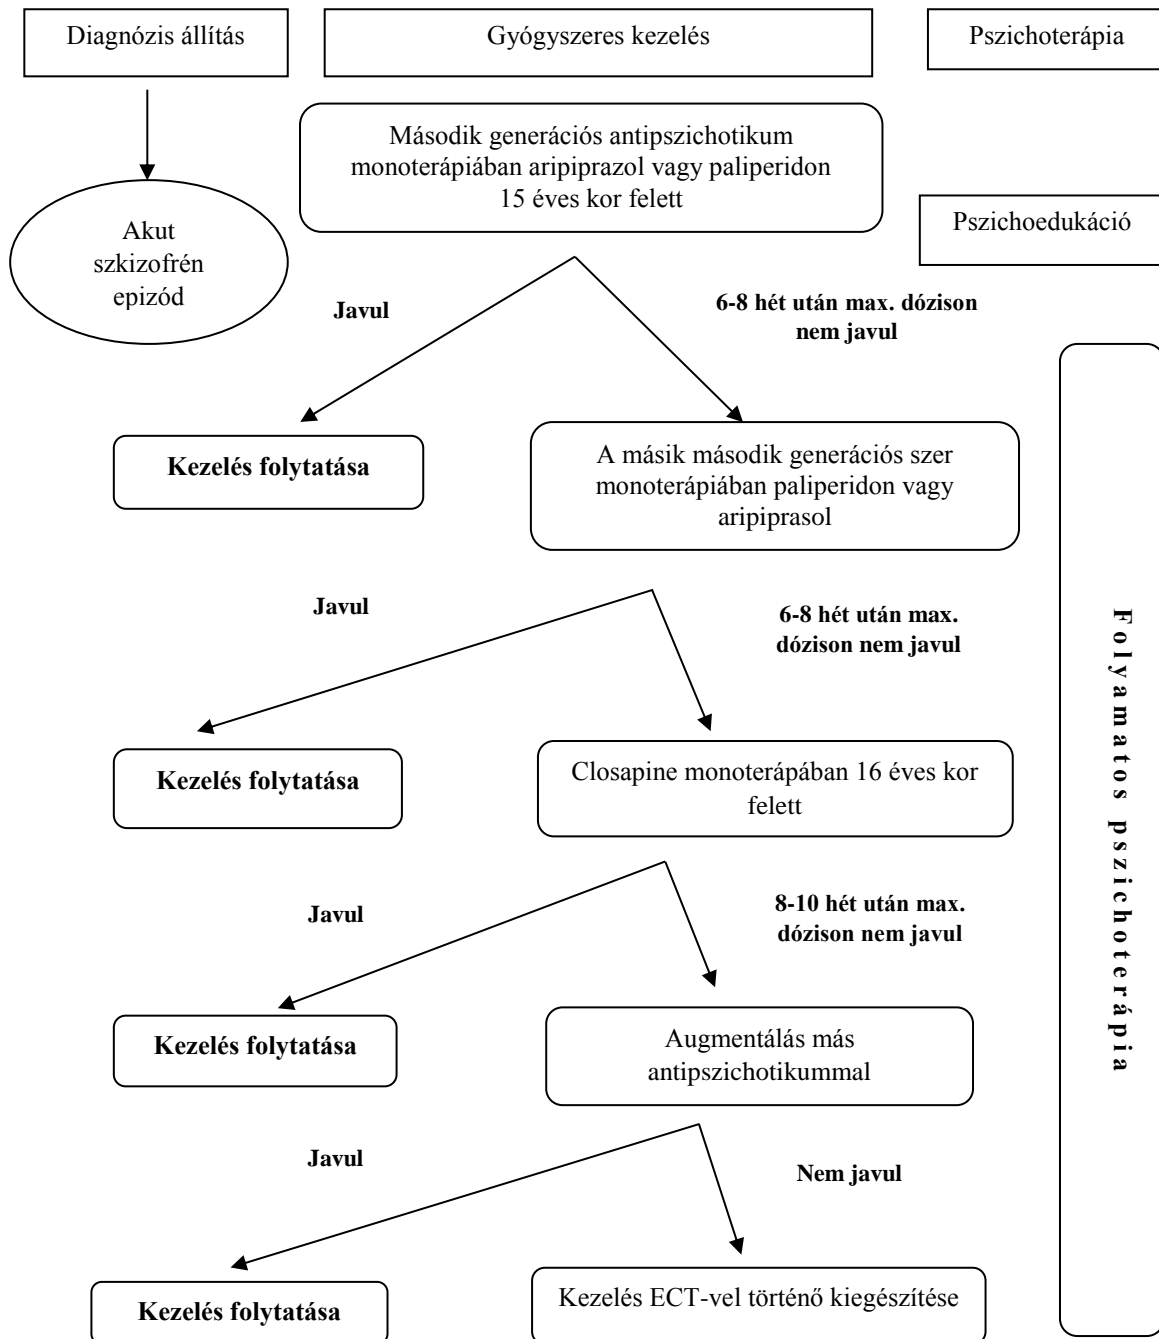 Diagnózis állítás
Gyógyszeres kezelés
Pszichoterápia
Második generációs antipszichotikum
monoterápiában aripiprazol vagy paliperidon
15 éves kor felett
Pszichoedukáció
Akut
szkizofrén
epizód
Javul
6-8 hét után max. dózison
nem javul
Kezelés folytatása
A másik második generációs szer
monoterápiában paliperidon vagy
aripiprasol
Javul
6-8 hét után max.
dózison nem javul
Kezelés folytatása
Closapine monoterápában 16 éves kor
felett
Javul
8-10 hét után max.
dózison nem javul
Kezelés folytatása
Augmentálás más
antipszichotikummal
Javul
Nem javul
Kezelés folytatása
Kezelés ECT-vel történő kiegészítése
Folyamatos pszichoterápia